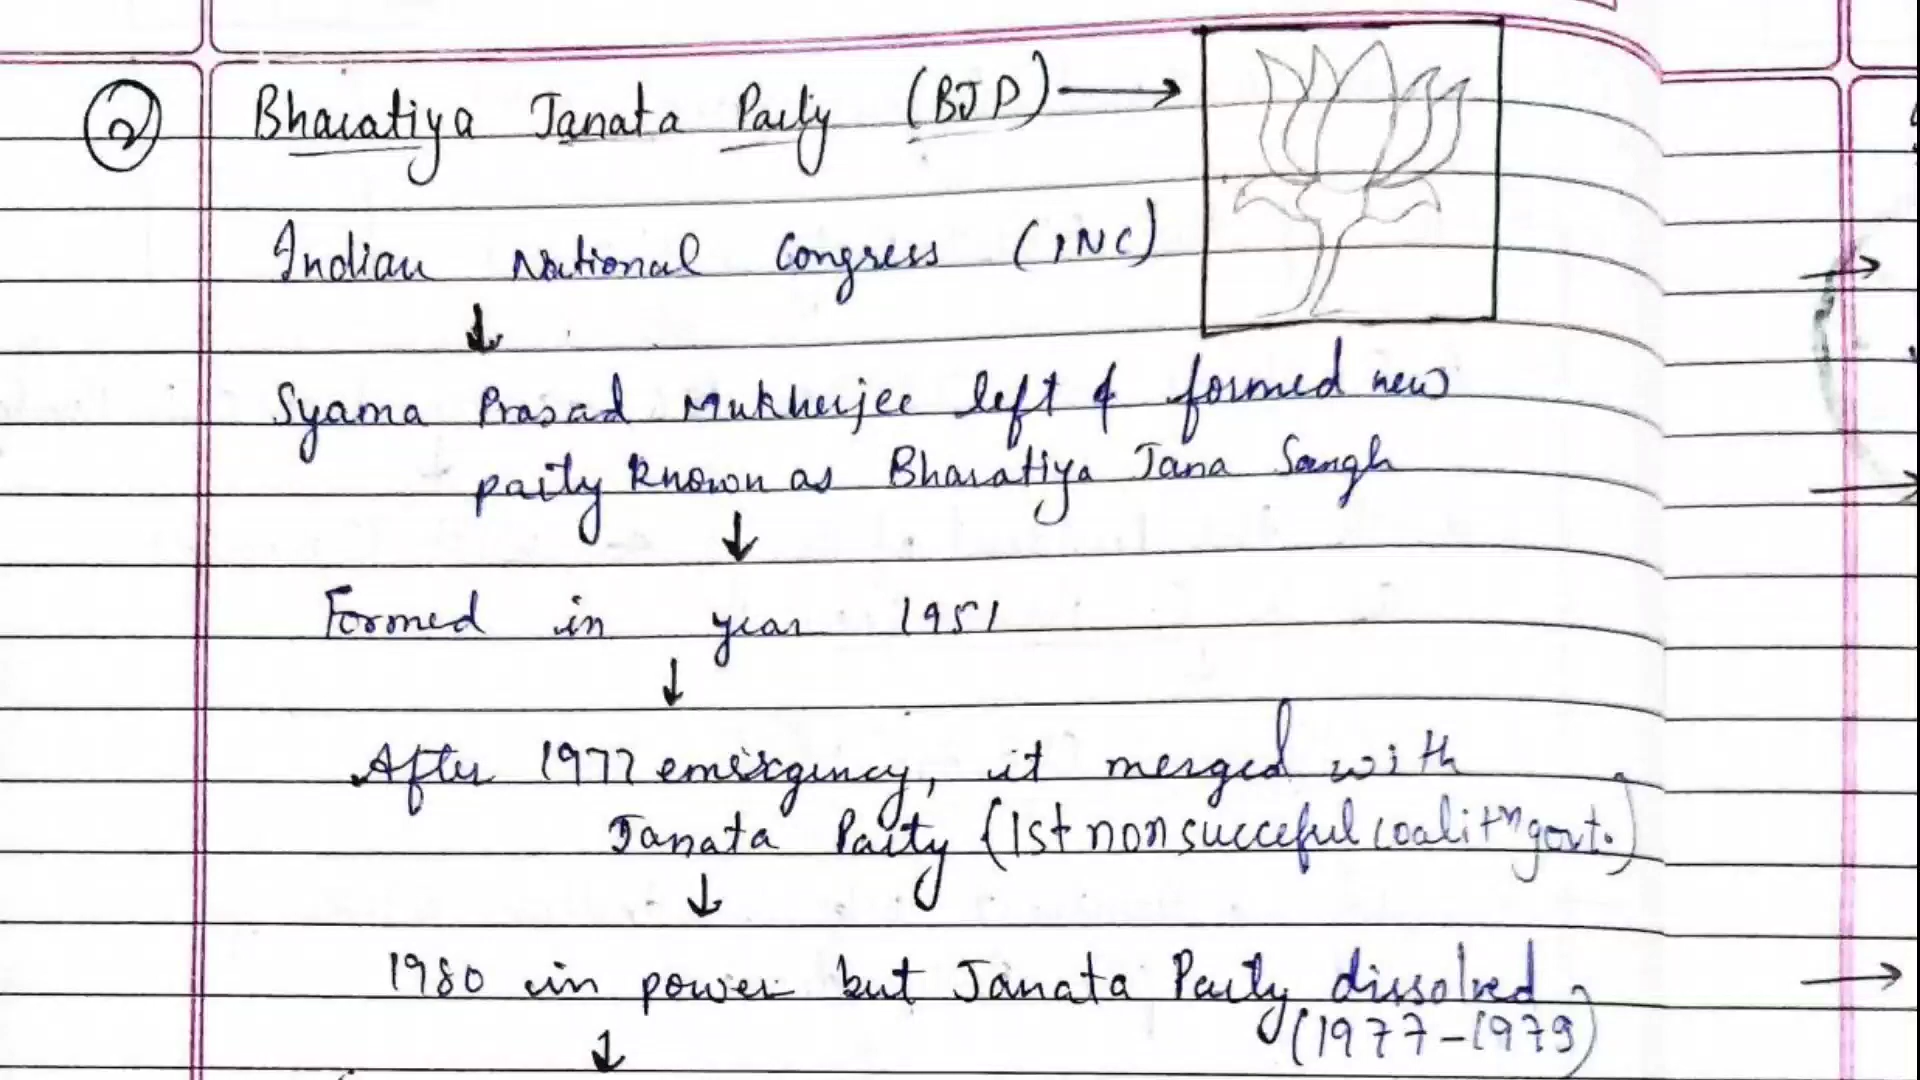 2 Bharatiya Janata Party (BJP) →
Indian National Congress (INC)
↓
Syama Prasad Mukherjee left & formed new
party known as Bharatiya Jana Sangh
↓
Formed in year 1951
↓
After 1977 emergency, it merged with
Janata Party (1st non succeful coalitⁿ govt.)
↓
1980 in power but Janata Party dissolved
(1977-1979)
↓